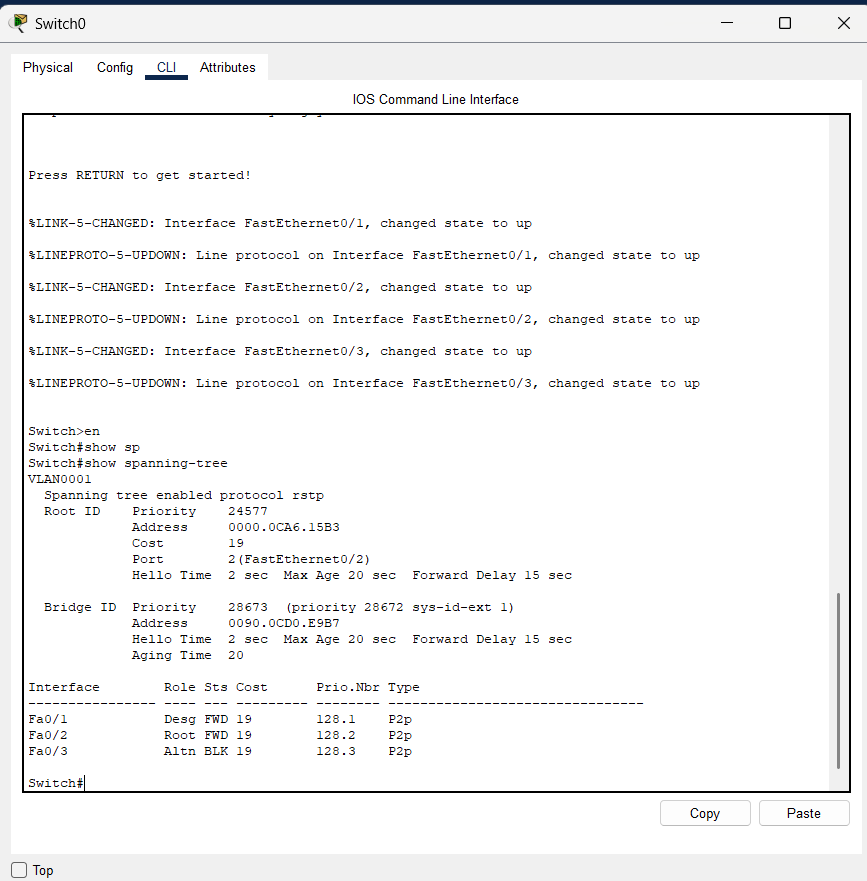 Switch0
Physical Config CLI Attributes
IOS Command Line Interface
Press RETURN to get started!
%LINK-5-CHANGED: Interface FastEthernet0/1, changed state to up
%LINEPROTO-5-UPDOWN: Line protocol on Interface FastEthernet0/1, changed state to up
%LINK-5-CHANGED: Interface FastEthernet0/2, changed state to up
%LINEPROTO-5-UPDOWN: Line protocol on Interface FastEthernet0/2, changed state to up
%LINK-5-CHANGED: Interface FastEthernet0/3, changed state to up
%LINEPROTO-5-UPDOWN: Line protocol on Interface FastEthernet0/3, changed state to up
Switch>en
Switch#show sp
Switch#show spanning-tree
VLAN0001
  Spanning tree enabled protocol rstp
  Root ID    Priority    24577
             Address     0000.0CA6.15B3
             Cost        19
             Port        2(FastEthernet0/2)
             Hello Time  2 sec  Max Age 20 sec  Forward Delay 15 sec
  Bridge ID  Priority    28673  (priority 28672 sys-id-ext 1)
             Address     0090.0CD0.E9B7
             Hello Time  2 sec  Max Age 20 sec  Forward Delay 15 sec
             Aging Time  20
Interface        Role Sts Cost      Prio.Nbr Type
---------------- ---- --- --------- -------- --------------------------------
Fa0/1            Desg FWD 19        128.1    P2p
Fa0/2            Root FWD 19        128.2    P2p
Fa0/3            Altn BLK 19        128.3    P2p
Switch#
Copy Paste
Top